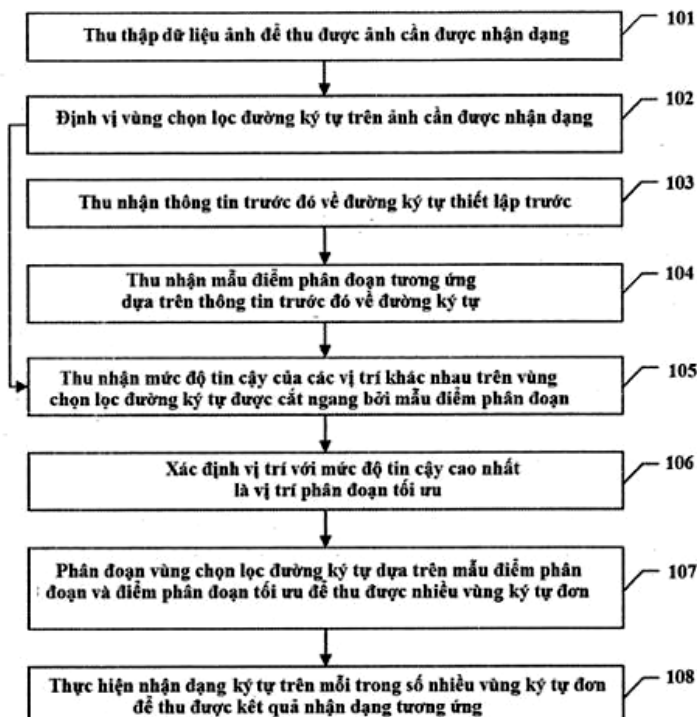 101
Thu thập dữ liệu ảnh để thu được ảnh cần được nhận dạng
102
Định vị vùng chọn lọc đường ký tự trên ảnh cần được nhận dạng
103
Thu nhận thông tin trước đó về đường ký tự thiết lập trước
104
Thu nhận mẫu điểm phân đoạn tương ứng
dựa trên thông tin trước đó về đường ký tự
105
Thu nhận mức độ tin cậy của các vị trí khác nhau trên vùng
chọn lọc đường ký tự được cắt ngang bởi mẫu điểm phân đoạn
106
Xác định vị trí với mức độ tin cậy cao nhất
là vị trí phân đoạn tối ưu
107
Phân đoạn vùng chọn lọc đường ký tự dựa trên mẫu điểm phân
đoạn và điểm phân đoạn tối ưu để thu được nhiều vùng ký tự đơn
108
Thực hiện nhận dạng ký tự trên mỗi trong số nhiều vùng ký tự đơn
để thu được kết quả nhận dạng tương ứng